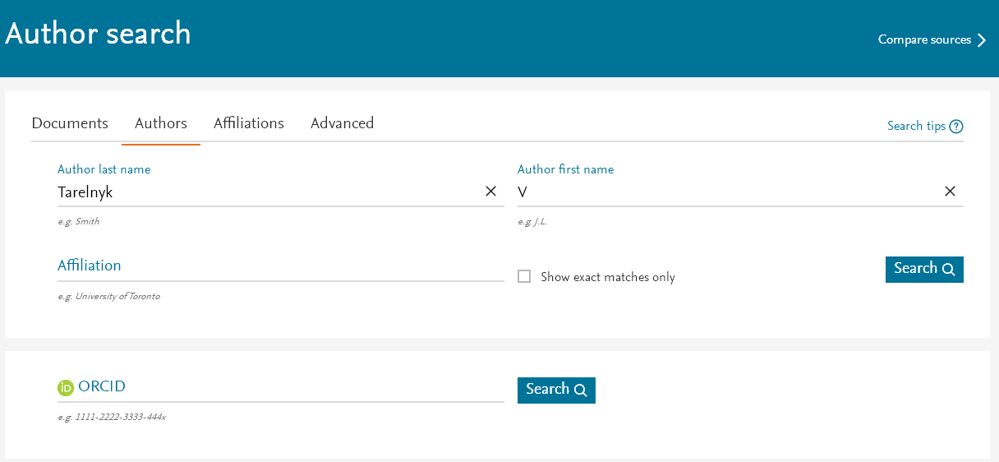 Author search
Compare sources
Documents Authors Affiliations Advanced Search tips ?
Author last name Author first name
Tarelnyk V
e.g. Smith e.g. J.L.
Affiliation
Show exact matches only Search
e.g. University of Toronto
iD ORCID Search
e.g. 1111-2222-3333-444x